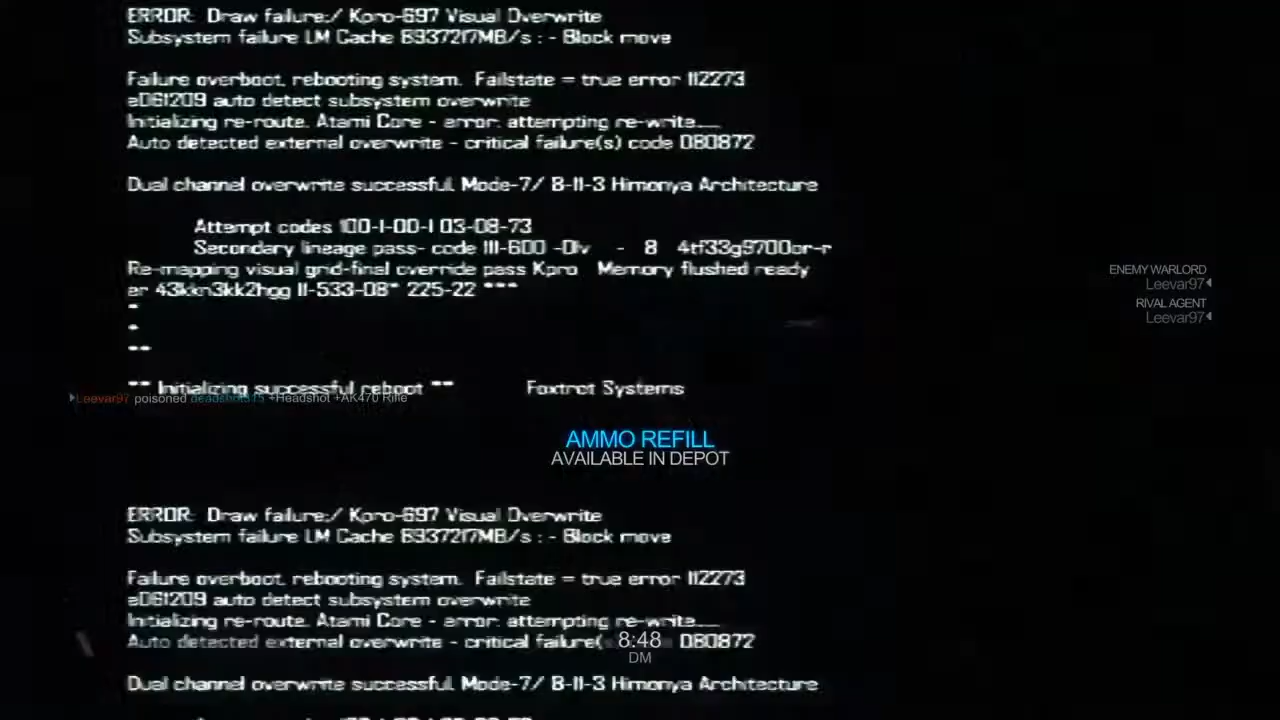 ERROR: Draw failure:/ Kpro-697 Visual Overwrite
Subsystem failure LM Cache 6937217MB/s : - Block move
Failure overboot, rebooting system. Failstate = true error 112273
e061209 auto detect subsystem overwrite
Initializing re-route. Atami Core - error: attempting re-write.....
Auto detected external overwrite - critical failure(s) code 080872
Dual channel overwrite successful. Mode-7/ B-11-3 Himonya Architecture
Attempt codes 100-1-00-1 03-08-73
Secondary lineage pass- code 111-600 -01v - 8 4tf33g9700or-r
Re-mapping visual grid-final override pass Kpro Memory flushed ready
ENEMY WARLORD
Leevar97
er 43kkn3kk2hgg 11-533-08* 225-22 ***
RIVAL AGENT
Leevar97
*
*
**
** Initializing successful reboot ** Foxtrot Systems
Leevar97 poisoned deadshot315 +Headshot +AK470 Rifle
AMMO REFILL
AVAILABLE IN DEPOT
ERROR: Draw failure:/ Kpro-697 Visual Overwrite
Subsystem failure LM Cache 6937217MB/s : - Block move
Failure overboot, rebooting system. Failstate = true error 112273
e061209 auto detect subsystem overwrite
Initializing re-route. Atami Core - error: attempting re-write.....
Auto detected external overwrite - critical failure( 080872
8:48
DM
Dual channel overwrite successful. Mode-7/ B-11-3 Himonya Architecture